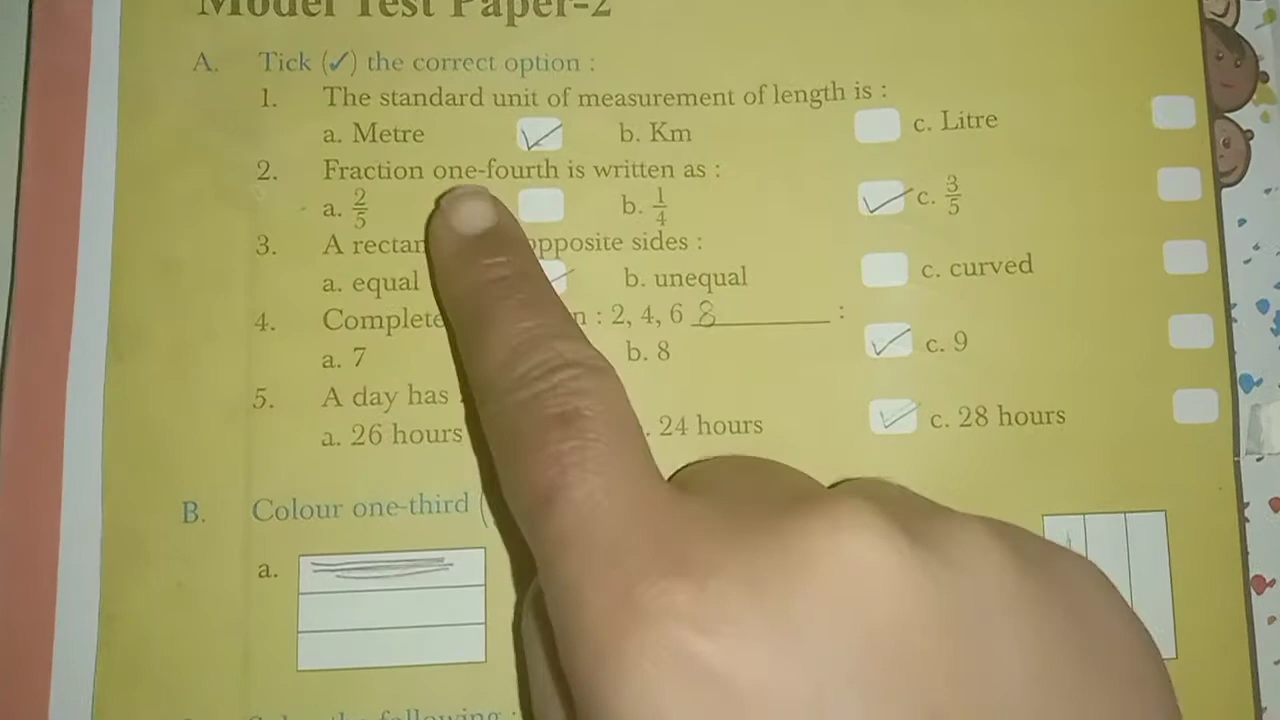 Model Test Paper-2
A. Tick (✓) the correct option :
1. The standard unit of measurement of length is :
a. Metre ✓ b. Km c. Litre
2. Fraction one-fourth is written as :
a. 2/5 b. 1/4 ✓ c. 3/5
3. A rectan opposite sides :
a. equal ✓ b. unequal c. curved
4. Complete n : 2, 4, 6 8 :
a. 7 b. 8 ✓ c. 9
5. A day has
a. 26 hours . 24 hours ✓ c. 28 hours
B. Colour one-third (
a.
following :